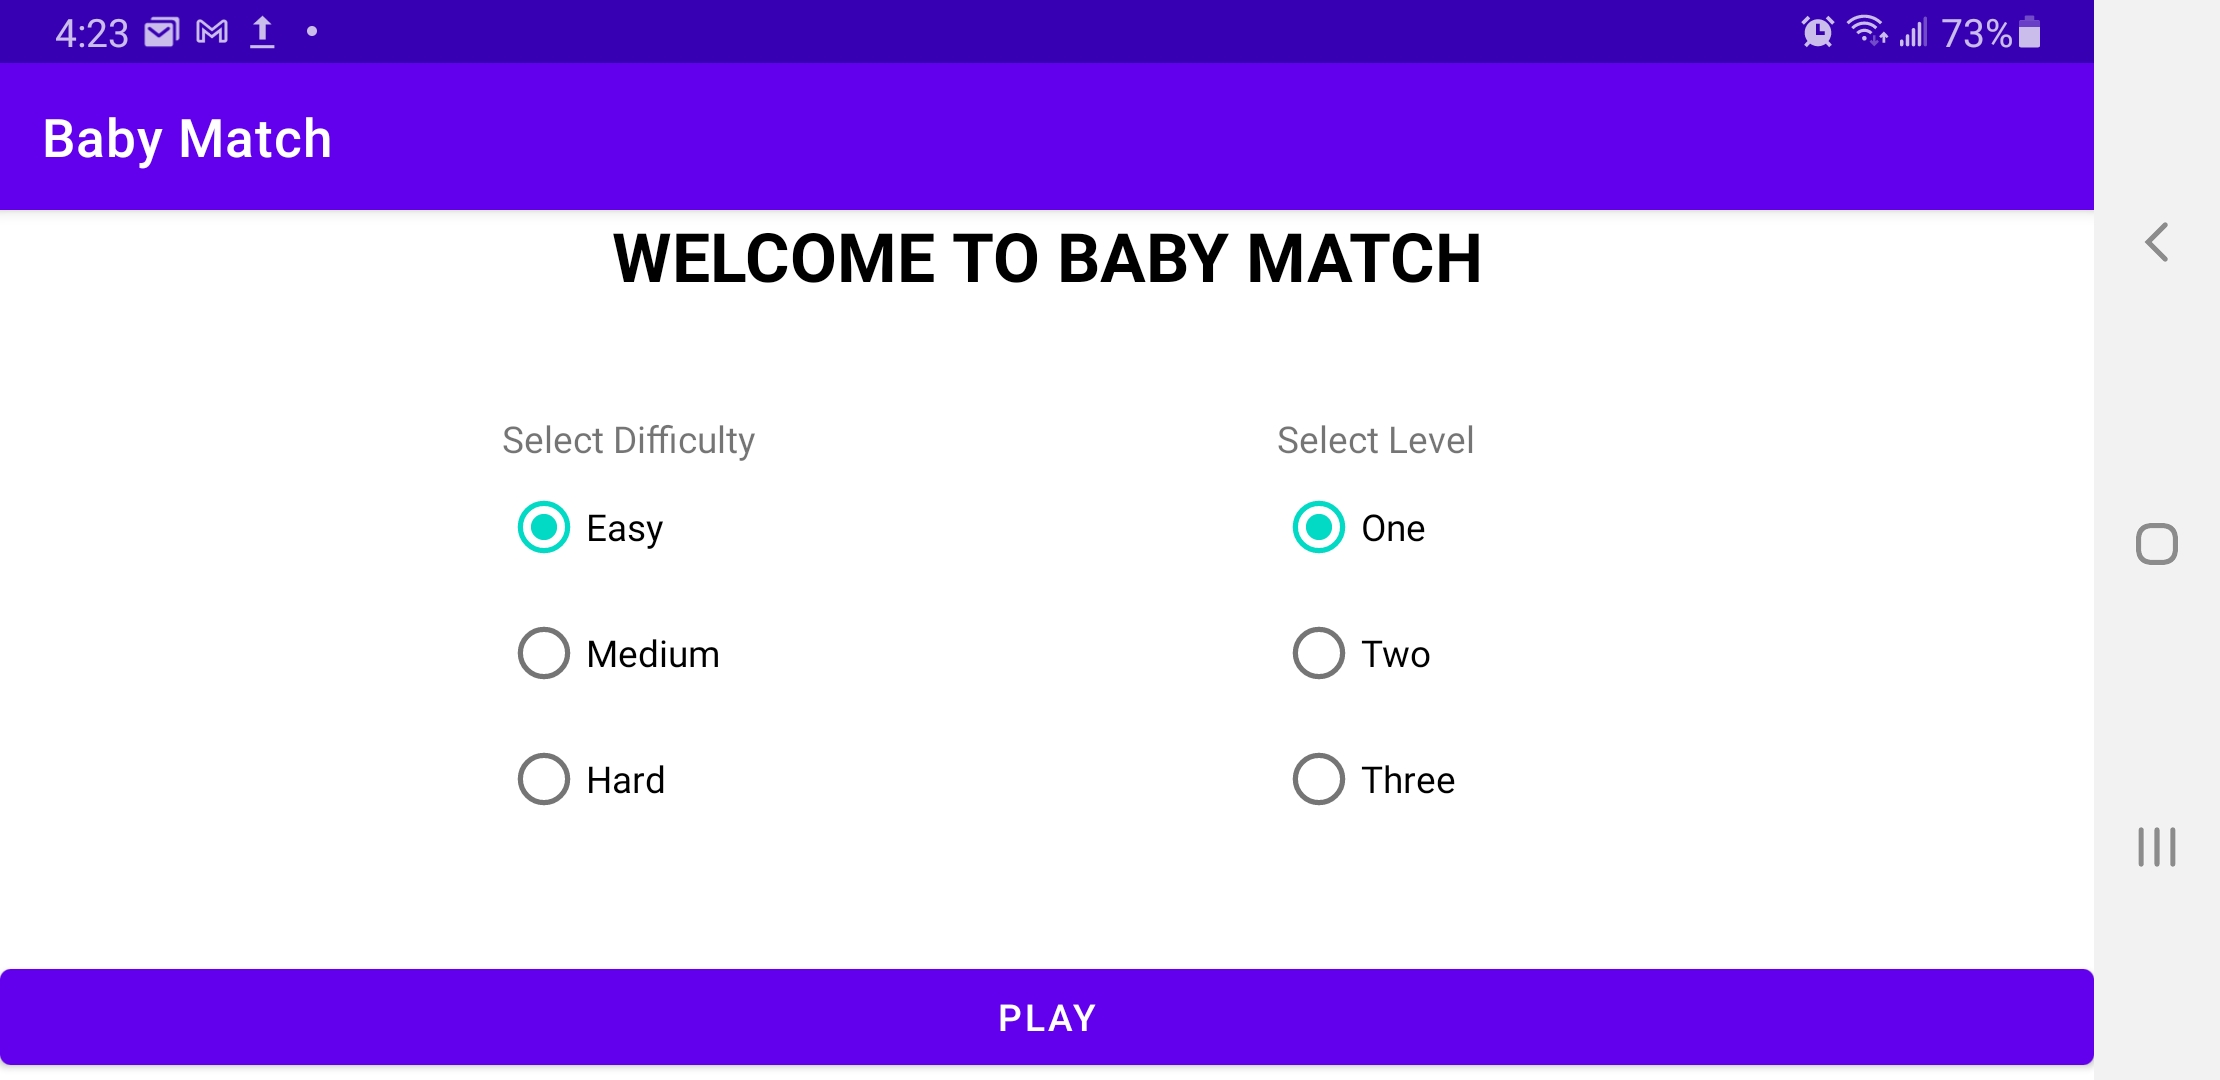 4:23
73%
Baby Match
WELCOME TO BABY MATCH
Select Difficulty
Easy
Medium
Hard
Select Level
One
Two
Three
PLAY